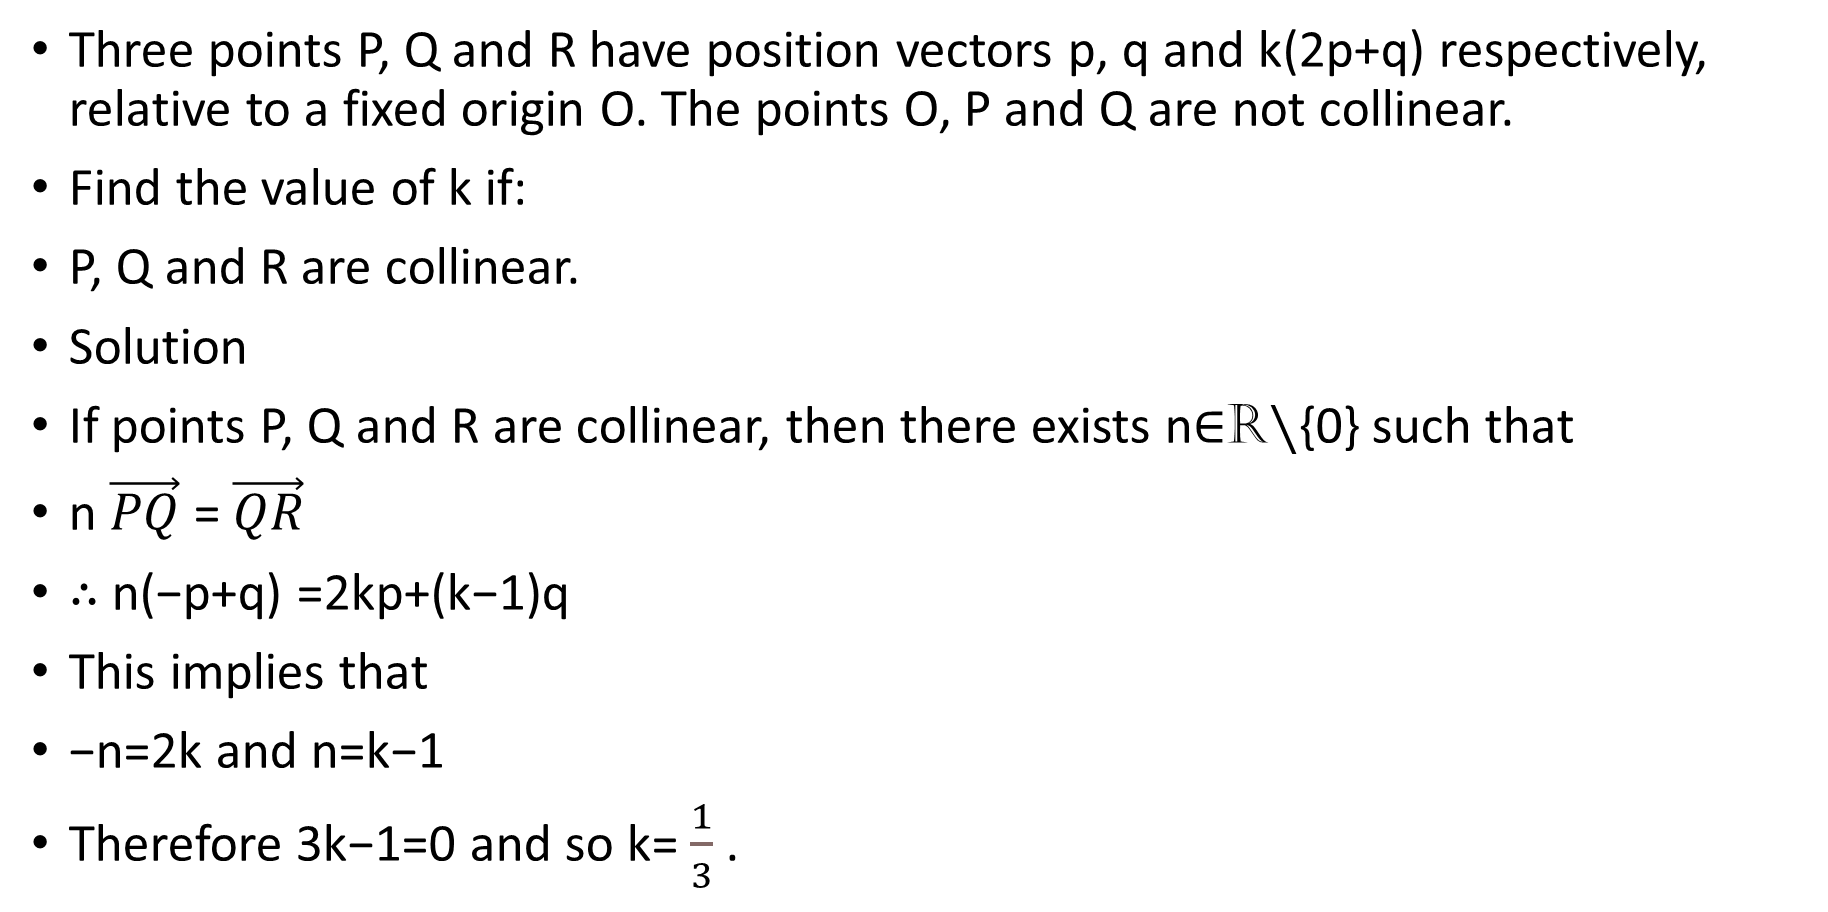 • Three points P, Q and R have position vectors p, q and k(2p+q) respectively,
relative to a fixed origin O. The points O, P and Q are not collinear.
• Find the value of k if:
• P, Q and R are collinear.
• Solution
• If points P, Q and R are collinear, then there exists n∈ℝ\{0} such that
• n \overrightarrow{PQ} = \overrightarrow{QR}
• ∴ n(−p+q) =2kp+(k−1)q
• This implies that
• −n=2k and n=k−1
• Therefore 3k−1=0 and so k= \frac{1}{3} .